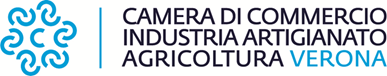 CAMERA DI COMMERCIO
INDUSTRIA ARTIGIANATO
AGRICOLTURA VERONA